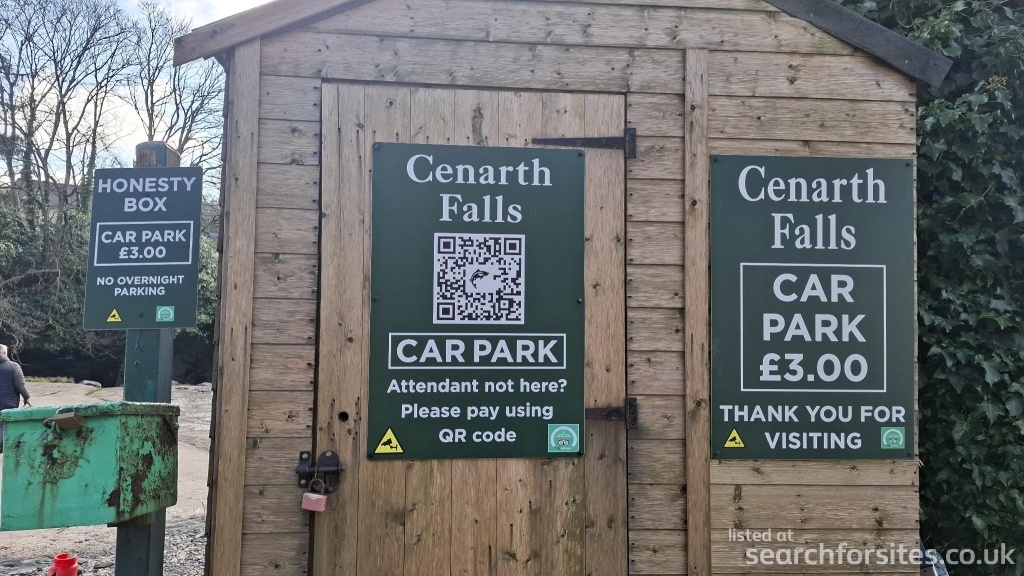 HONESTY
BOX
CAR PARK
£3.00
NO OVERNIGHT
PARKING
Cenarth
Falls
CAR PARK
Attendant not here?
Please pay using
QR code
Cenarth
Falls
CAR
PARK
£3.00
THANK YOU FOR
VISITING
listed at
searchforsites.co.uk